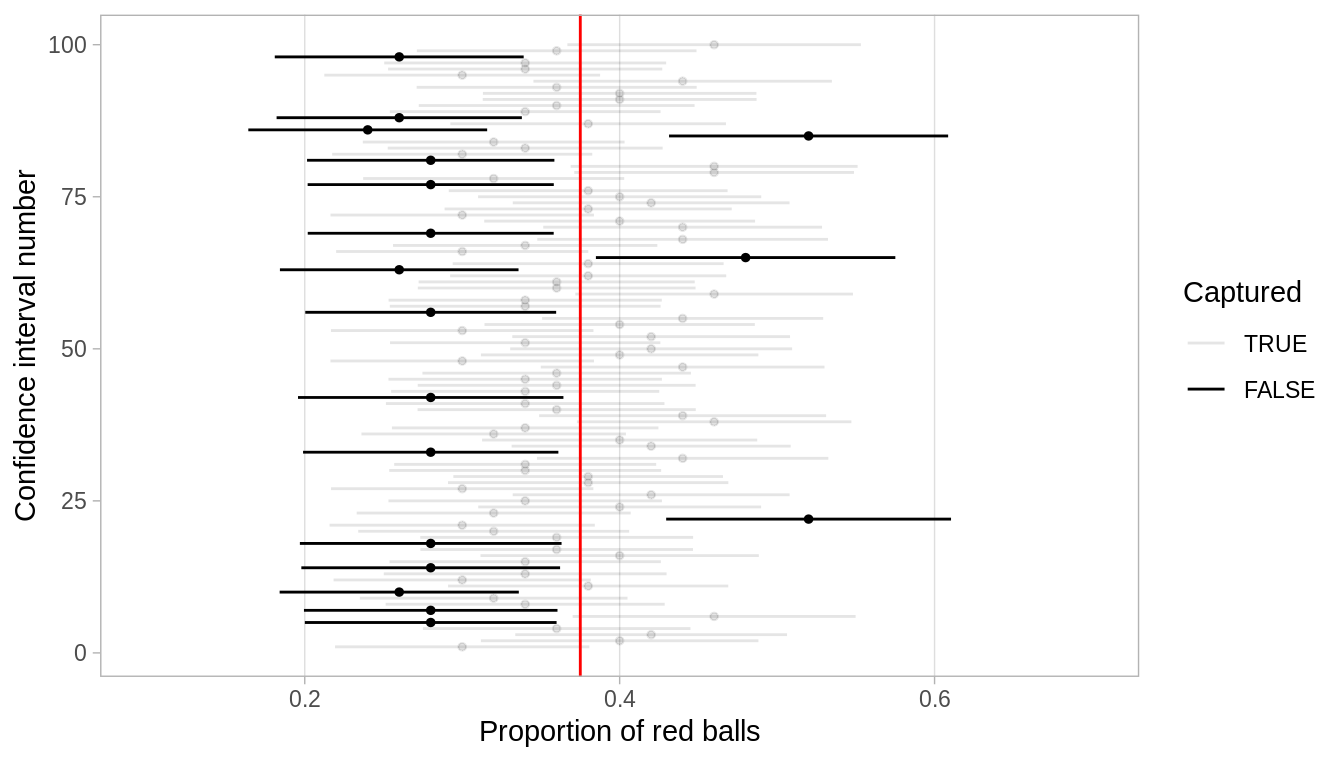 100
75
50
25
0
Confidence interval number
0.2
0.4
0.6
Proportion of red balls
Captured
TRUE
FALSE